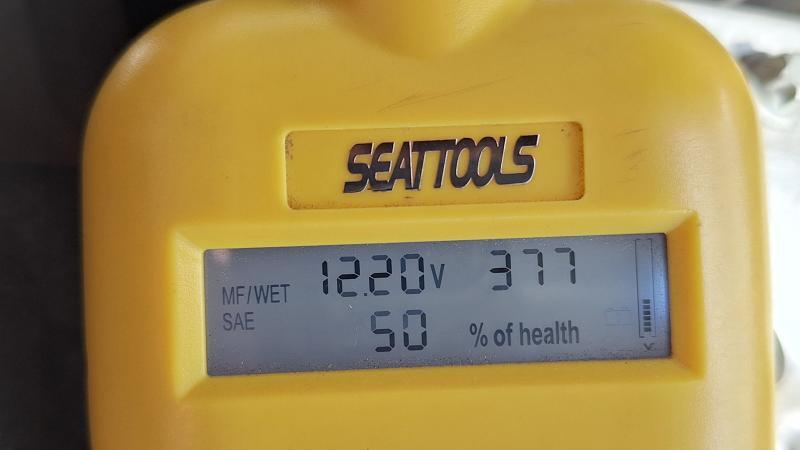 SEATTOOLS
MF/WET 12.20V 377
SAE 50 % of health